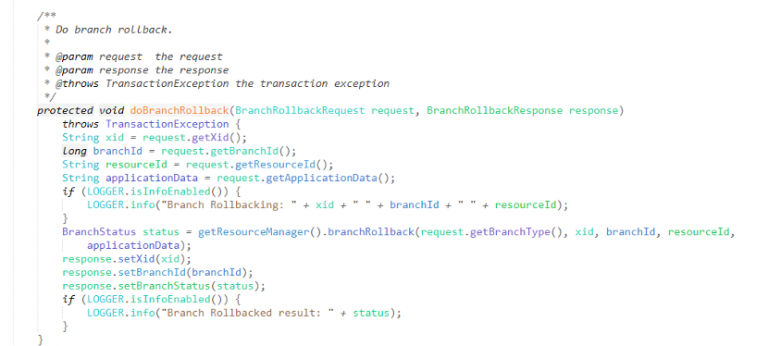 /**
 * Do branch rollback.
 *
 * @param request  the request
 * @param response the response
 * @throws TransactionException the transaction exception
 */
protected void doBranchRollback(BranchRollbackRequest request, BranchRollbackResponse response)
    throws TransactionException {
    String xid = request.getXid();
    long branchId = request.getBranchId();
    String resourceId = request.getResourceId();
    String applicationData = request.getApplicationData();
    if (LOGGER.isInfoEnabled()) {
        LOGGER.info("Branch Rollbacking: " + xid + " " + branchId + " " + resourceId);
    }
    BranchStatus status = getResourceManager().branchRollback(request.getBranchType(), xid, branchId, resourceId,
        applicationData);
    response.setXid(xid);
    response.setBranchId(branchId);
    response.setBranchStatus(status);
    if (LOGGER.isInfoEnabled()) {
        LOGGER.info("Branch Rollbacked result: " + status);
    }
}